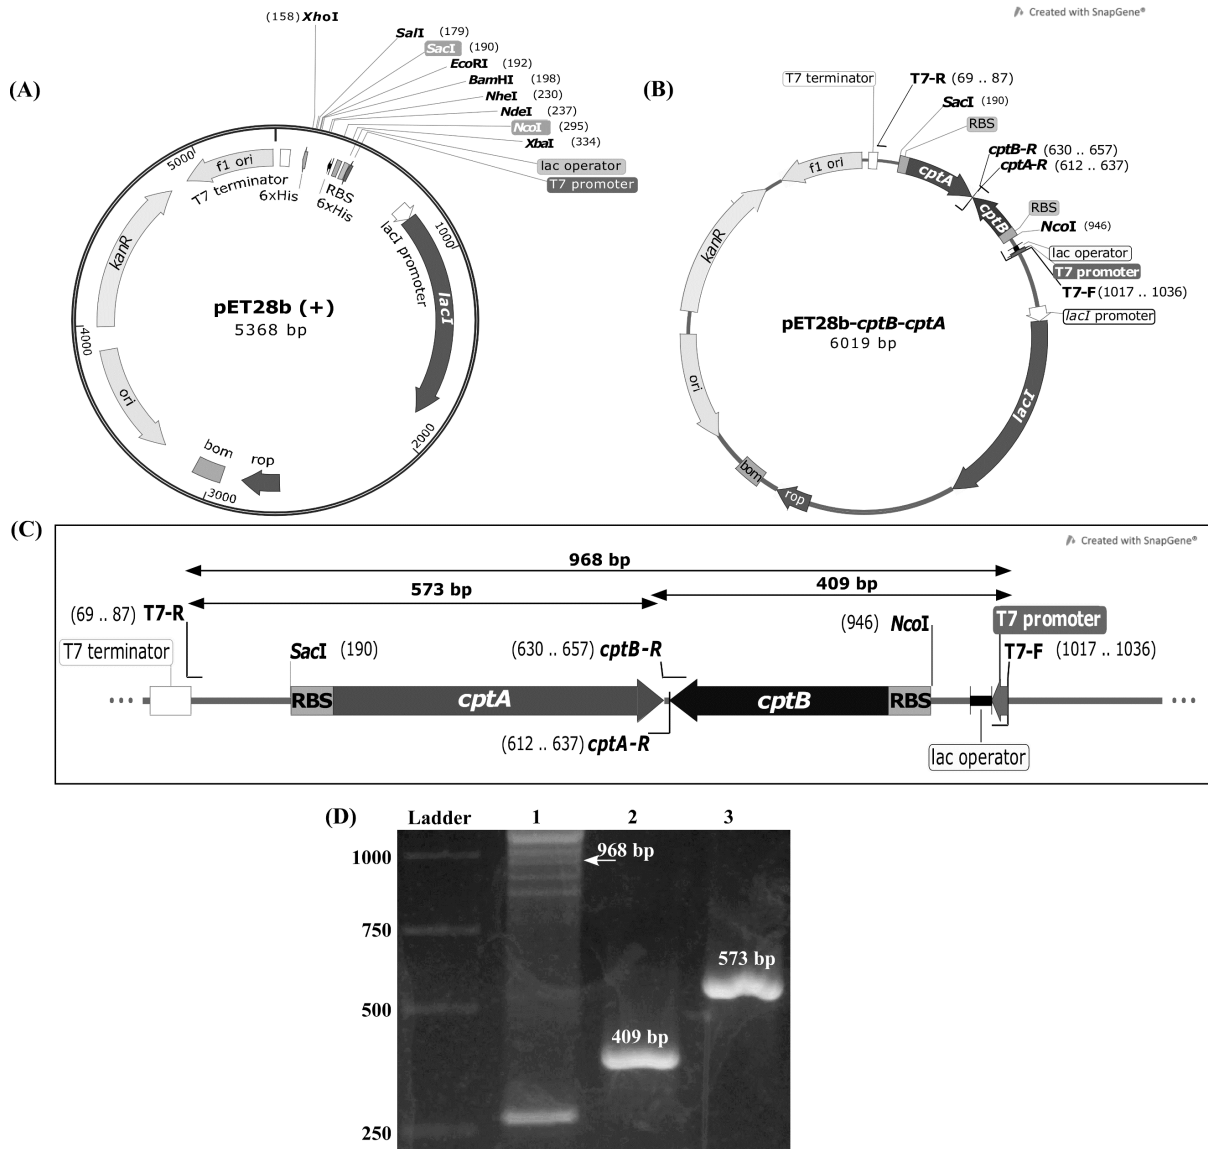 Created with SnapGene®
(A)
(158) XhoI
SalI (179)
SacI (190)
EcoRI (192)
BamHI (198)
NheI (230)
NdeI (237)
NcoI (295)
XbaI (334)
lac operator
T7 promoter
5000
f1 ori
T7 terminator
6xHis
6xHis
RBS
lacI promoter
1000
lacI
kanR
pET28b (+)
5368 bp
4000
ori
2000
bom
rop
3000
(B)
T7 terminator
T7-R (69 .. 87)
SacI (190)
RBS
cptB-R (630 .. 657)
cptA-R (612 .. 637)
f1 ori
cptA
cptB
RBS
NcoI (946)
lac operator
T7 promoter
T7-F (1017 .. 1036)
lacI promoter
kanR
pET28b-cptB-cptA
6019 bp
ori
lacI
bom
rop
(C)
Created with SnapGene®
968 bp
573 bp
409 bp
(69 .. 87) T7-R
(946) NcoI
T7 promoter
T7 terminator
SacI (190)
(630 .. 657) cptB-R
T7-F (1017 .. 1036)
RBS
cptA
cptB
RBS
(612 .. 637) cptA-R
lac operator
(D)
Ladder 1 2 3
1000
968 bp
750
573 bp
500
409 bp
250